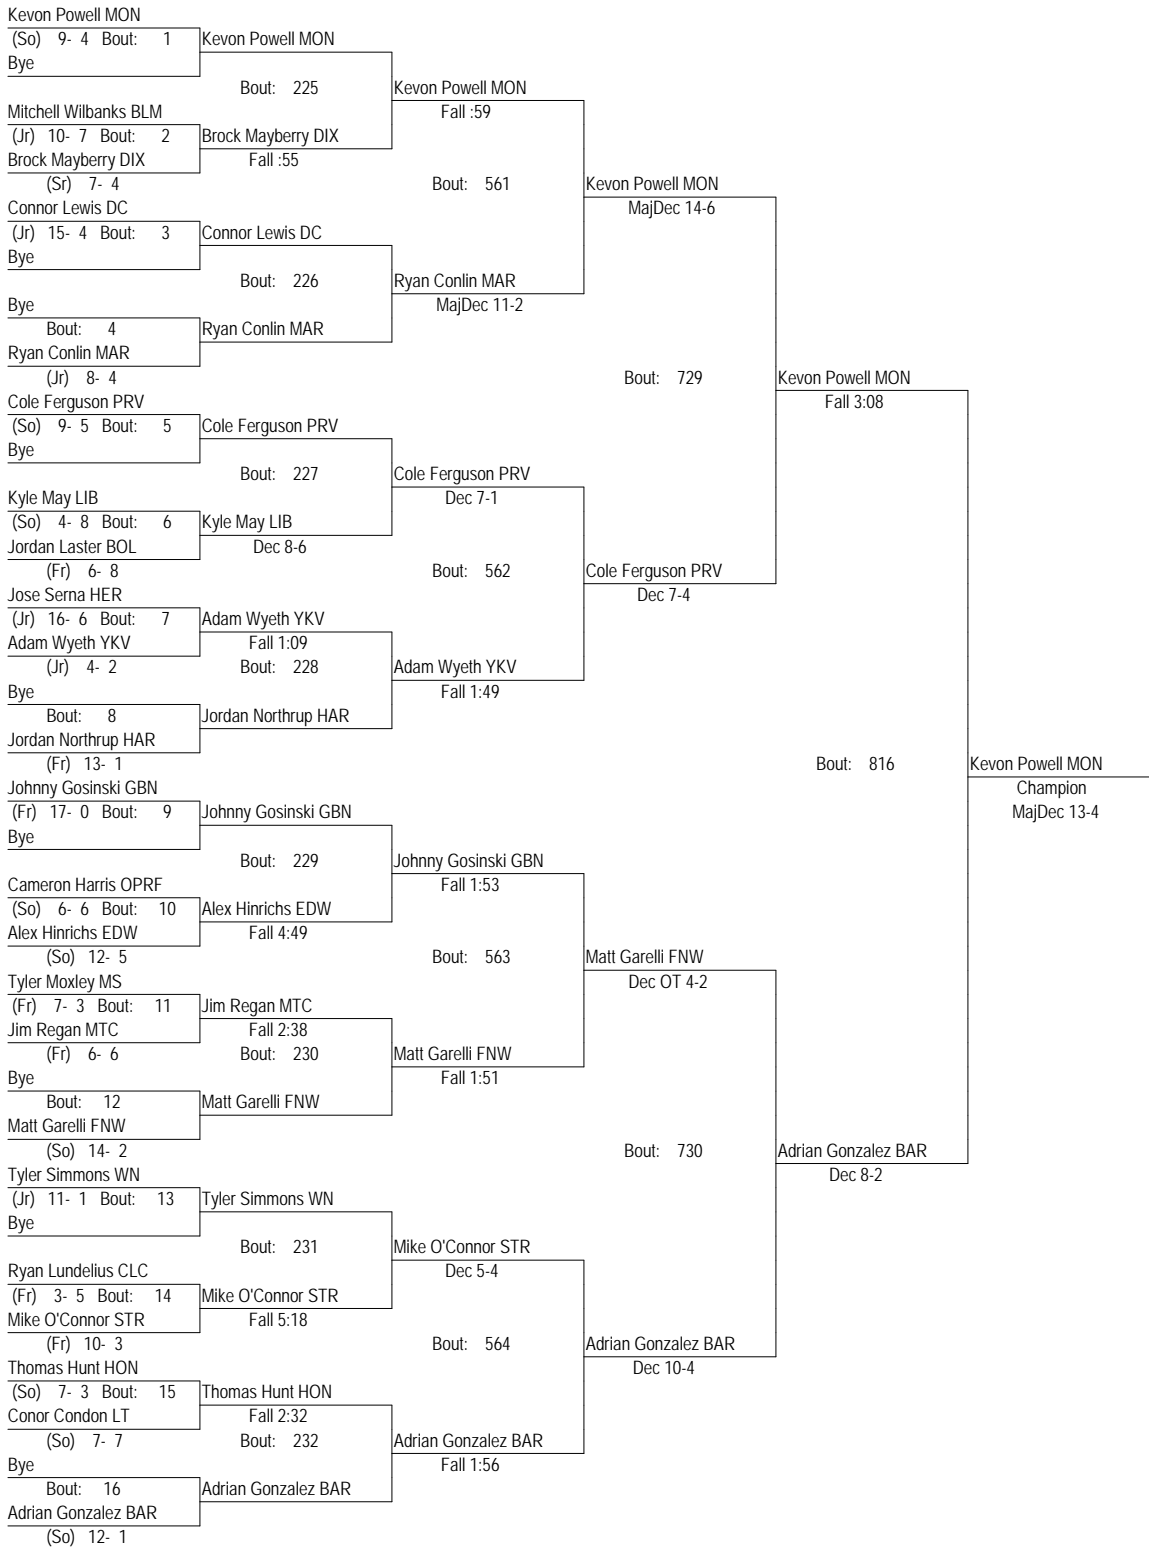 Kevon Powell MON
(So) 9- 4 Bout: 1 Kevon Powell MON
Bye
Bout: 225 Kevon Powell MON
Mitchell Wilbanks BLM Fall :59
(Jr) 10- 7 Bout: 2 Brock Mayberry DIX
Brock Mayberry DIX Fall :55
(Sr) 7- 4 Bout: 561 Kevon Powell MON
Connor Lewis DC MajDec 14-6
(Jr) 15- 4 Bout: 3 Connor Lewis DC
Bye
Bout: 226 Ryan Conlin MAR
Bye MajDec 11-2
Bout: 4 Ryan Conlin MAR
Ryan Conlin MAR
(Jr) 8- 4 Bout: 729 Kevon Powell MON
Cole Ferguson PRV Fall 3:08
(So) 9- 5 Bout: 5 Cole Ferguson PRV
Bye
Bout: 227 Cole Ferguson PRV
Kyle May LIB Dec 7-1
(So) 4- 8 Bout: 6 Kyle May LIB
Jordan Laster BOL Dec 8-6
(Fr) 6- 8 Bout: 562 Cole Ferguson PRV
Jose Serna HER Dec 7-4
(Jr) 16- 6 Bout: 7 Adam Wyeth YKV
Adam Wyeth YKV Fall 1:09
(Jr) 4- 2 Bout: 228 Adam Wyeth YKV
Bye Fall 1:49
Bout: 8 Jordan Northrup HAR
Jordan Northrup HAR
(Fr) 13- 1 Bout: 816 Kevon Powell MON
Johnny Gosinski GBN Champion
(Fr) 17- 0 Bout: 9 Johnny Gosinski GBN MajDec 13-4
Bye
Bout: 229 Johnny Gosinski GBN
Cameron Harris OPRF Fall 1:53
(So) 6- 6 Bout: 10 Alex Hinrichs EDW
Alex Hinrichs EDW Fall 4:49
(So) 12- 5 Bout: 563 Matt Garelli FNW
Tyler Moxley MS Dec OT 4-2
(Fr) 7- 3 Bout: 11 Jim Regan MTC
Jim Regan MTC Fall 2:38
(Fr) 6- 6 Bout: 230 Matt Garelli FNW
Bye Fall 1:51
Bout: 12 Matt Garelli FNW
Matt Garelli FNW
(So) 14- 2 Bout: 730 Adrian Gonzalez BAR
Tyler Simmons WN Dec 8-2
(Jr) 11- 1 Bout: 13 Tyler Simmons WN
Bye
Bout: 231 Mike O'Connor STR
Ryan Lundelius CLC Dec 5-4
(Fr) 3- 5 Bout: 14 Mike O'Connor STR
Mike O'Connor STR Fall 5:18
(Fr) 10- 3 Bout: 564 Adrian Gonzalez BAR
Thomas Hunt HON Dec 10-4
(So) 7- 3 Bout: 15 Thomas Hunt HON
Conor Condon LT Fall 2:32
(So) 7- 7 Bout: 232 Adrian Gonzalez BAR
Bye Fall 1:56
Bout: 16 Adrian Gonzalez BAR
Adrian Gonzalez BAR
(So) 12- 1